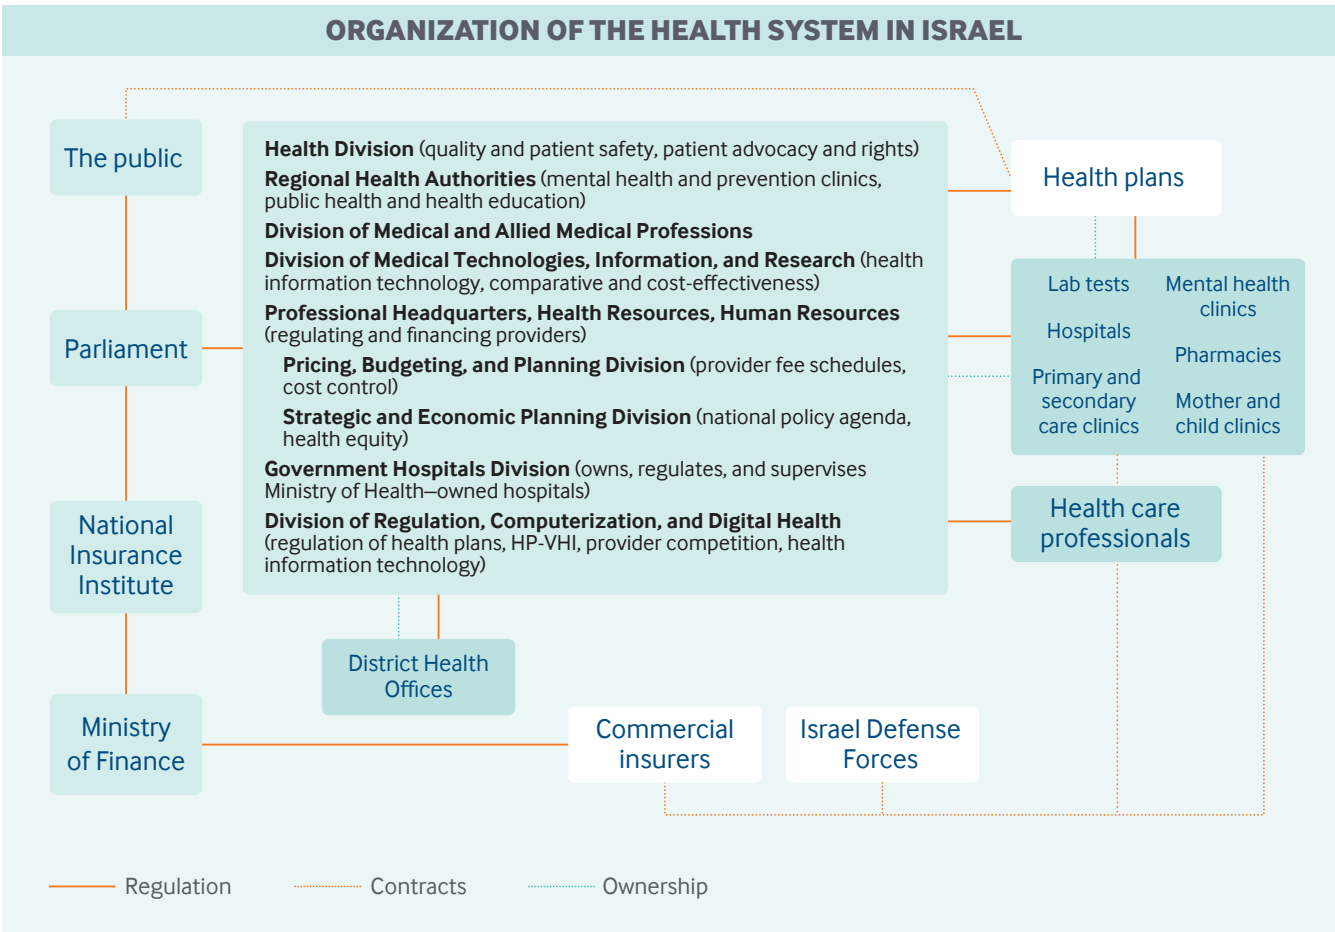 ORGANIZATION OF THE HEALTH SYSTEM IN ISRAEL
The public
Parliament
National
Insurance
Institute
Ministry
of Finance
Health Division (quality and patient safety, patient advocacy and rights)
Regional Health Authorities (mental health and prevention clinics,
public health and health education)
Division of Medical and Allied Medical Professions
Division of Medical Technologies, Information, and Research (health
information technology, comparative and cost-effectiveness)
Professional Headquarters, Health Resources, Human Resources
(regulating and financing providers)
Pricing, Budgeting, and Planning Division (provider fee schedules,
cost control)
Strategic and Economic Planning Division (national policy agenda,
health equity)
Government Hospitals Division (owns, regulates, and supervises
Ministry of Health–owned hospitals)
Division of Regulation, Computerization, and Digital Health
(regulation of health plans, HP-VHI, provider competition, health
information technology)
District Health
Offices
Health plans
Lab tests
Hospitals
Primary and
secondary
care clinics
Mental health
clinics
Pharmacies
Mother and
child clinics
Health care
professionals
Commercial
insurers
Israel Defense
Forces
Regulation
Contracts
Ownership